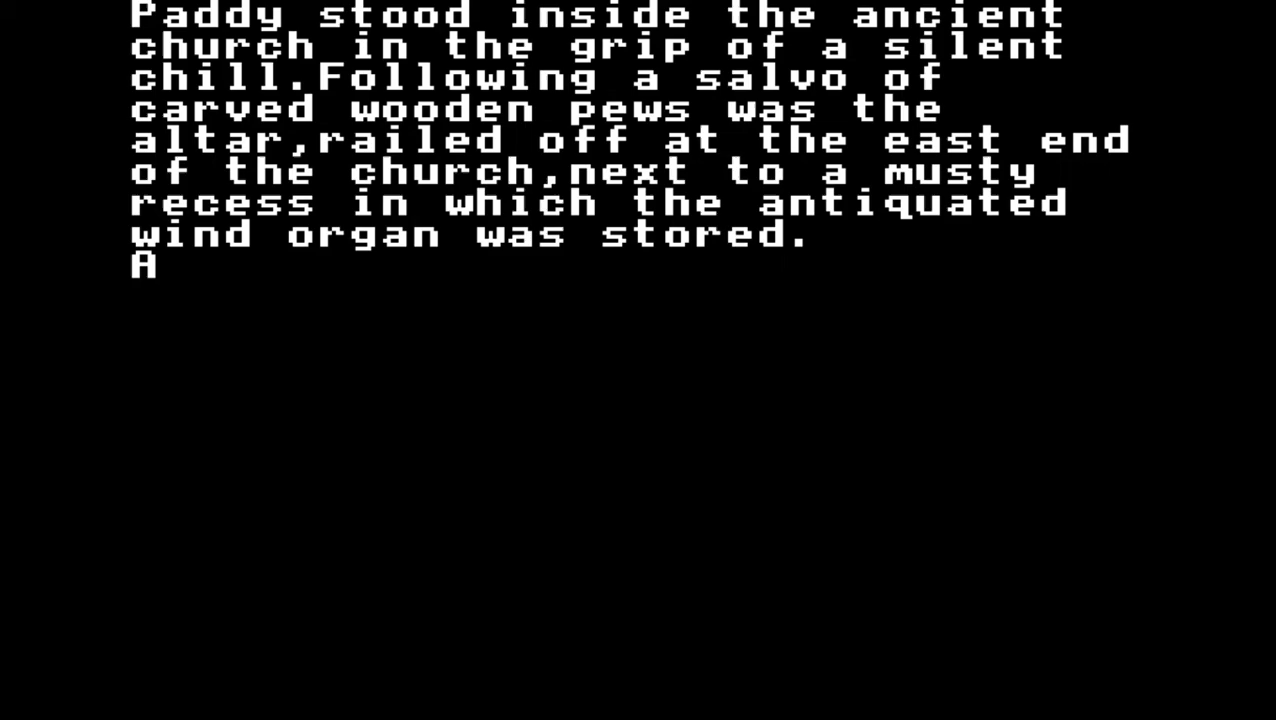 Paddy stood inside the ancient
church in the grip of a silent
chill.Following a salvo of
carved wooden pews was the
altar,railed off at the east end
of the church,next to a musty
recess in which the antiquated
wind organ was stored.
A